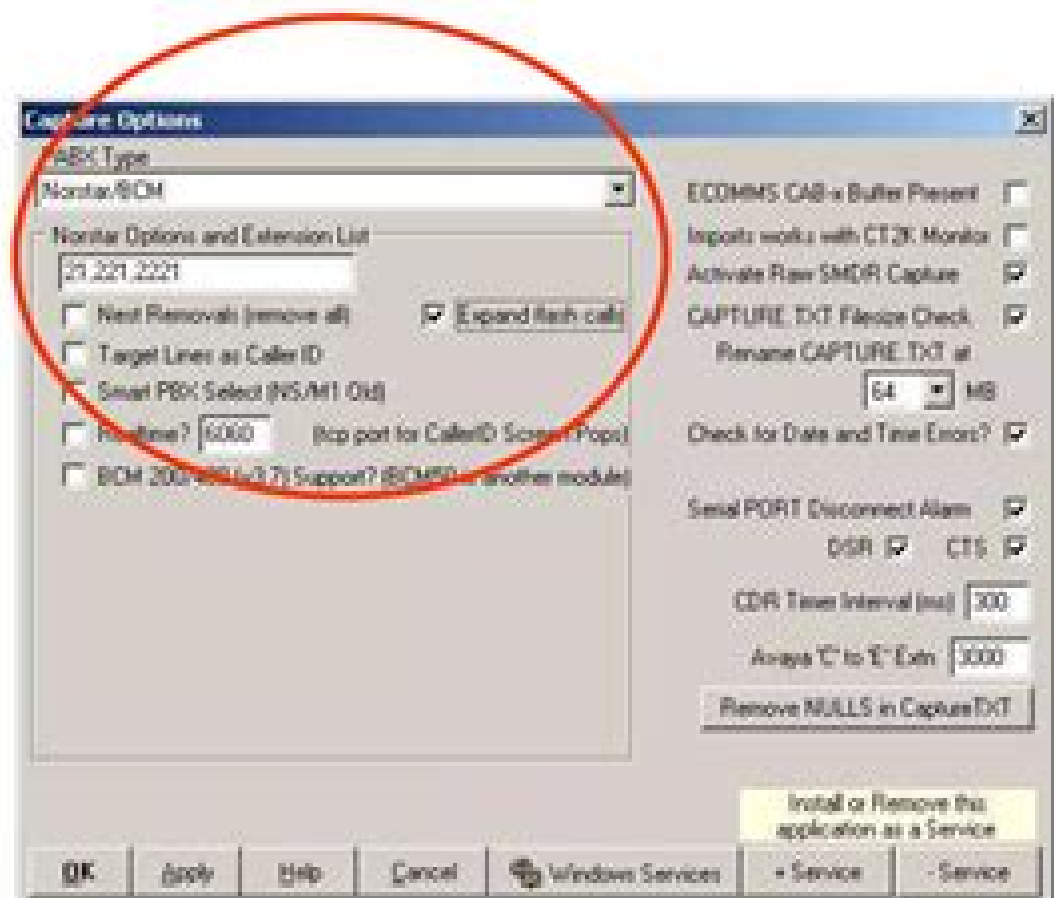 Capture Options
PABX Type
Norstar/BCM
Norstar Options and Extension List
21.221.2221
Nest Removals (remove all)
Expand flash calls
Target Lines as Caller ID
Smart PBX Select (NS/M1 Old)
Realtime? 6060 (tcp port for CallerID Screen Pops)
BCM 200/400 (v3.7) Support? (BCM50 in another module)
ECOMMS CAB-x Buffer Present
Imports works with CT2K Monitor
Activate Raw SMDR Capture
CAPTURE.TXT Filesize Check
Rename CAPTURE.TXT at
64 MB
Check for Date and Time Errors?
Serial PORT Disconnect Alarm
DSR CTS
CDR Timer Interval (ms) 300
Avaya 'C' to 'E' Extn 3000
Remove NULLS in CaptureTXT
Install or Remove this
application as a Service
OK Apply Help Cancel Windows Services + Service - Service